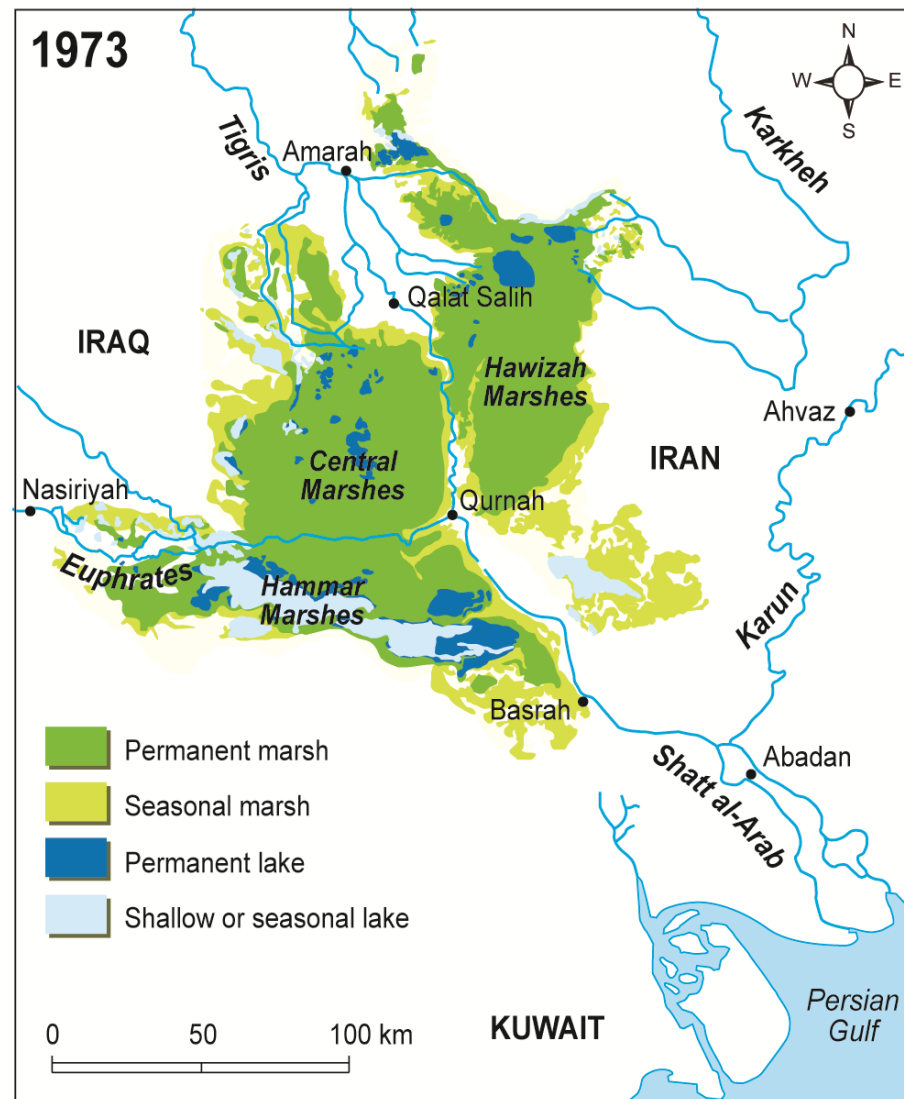 1973
N
W E
S
Tigris
Karkheh
Amarah
Qalat Salih
IRAQ
Hawizah
Marshes
Ahvaz
Central
Marshes
IRAN
Nasiriyah
Qurnah
Euphrates
Hammar
Marshes
Karun
Basrah
Permanent marsh
Abadan
Shatt al-Arab
Seasonal marsh
Permanent lake
Shallow or seasonal lake
Persian
Gulf
KUWAIT
0 50 100 km